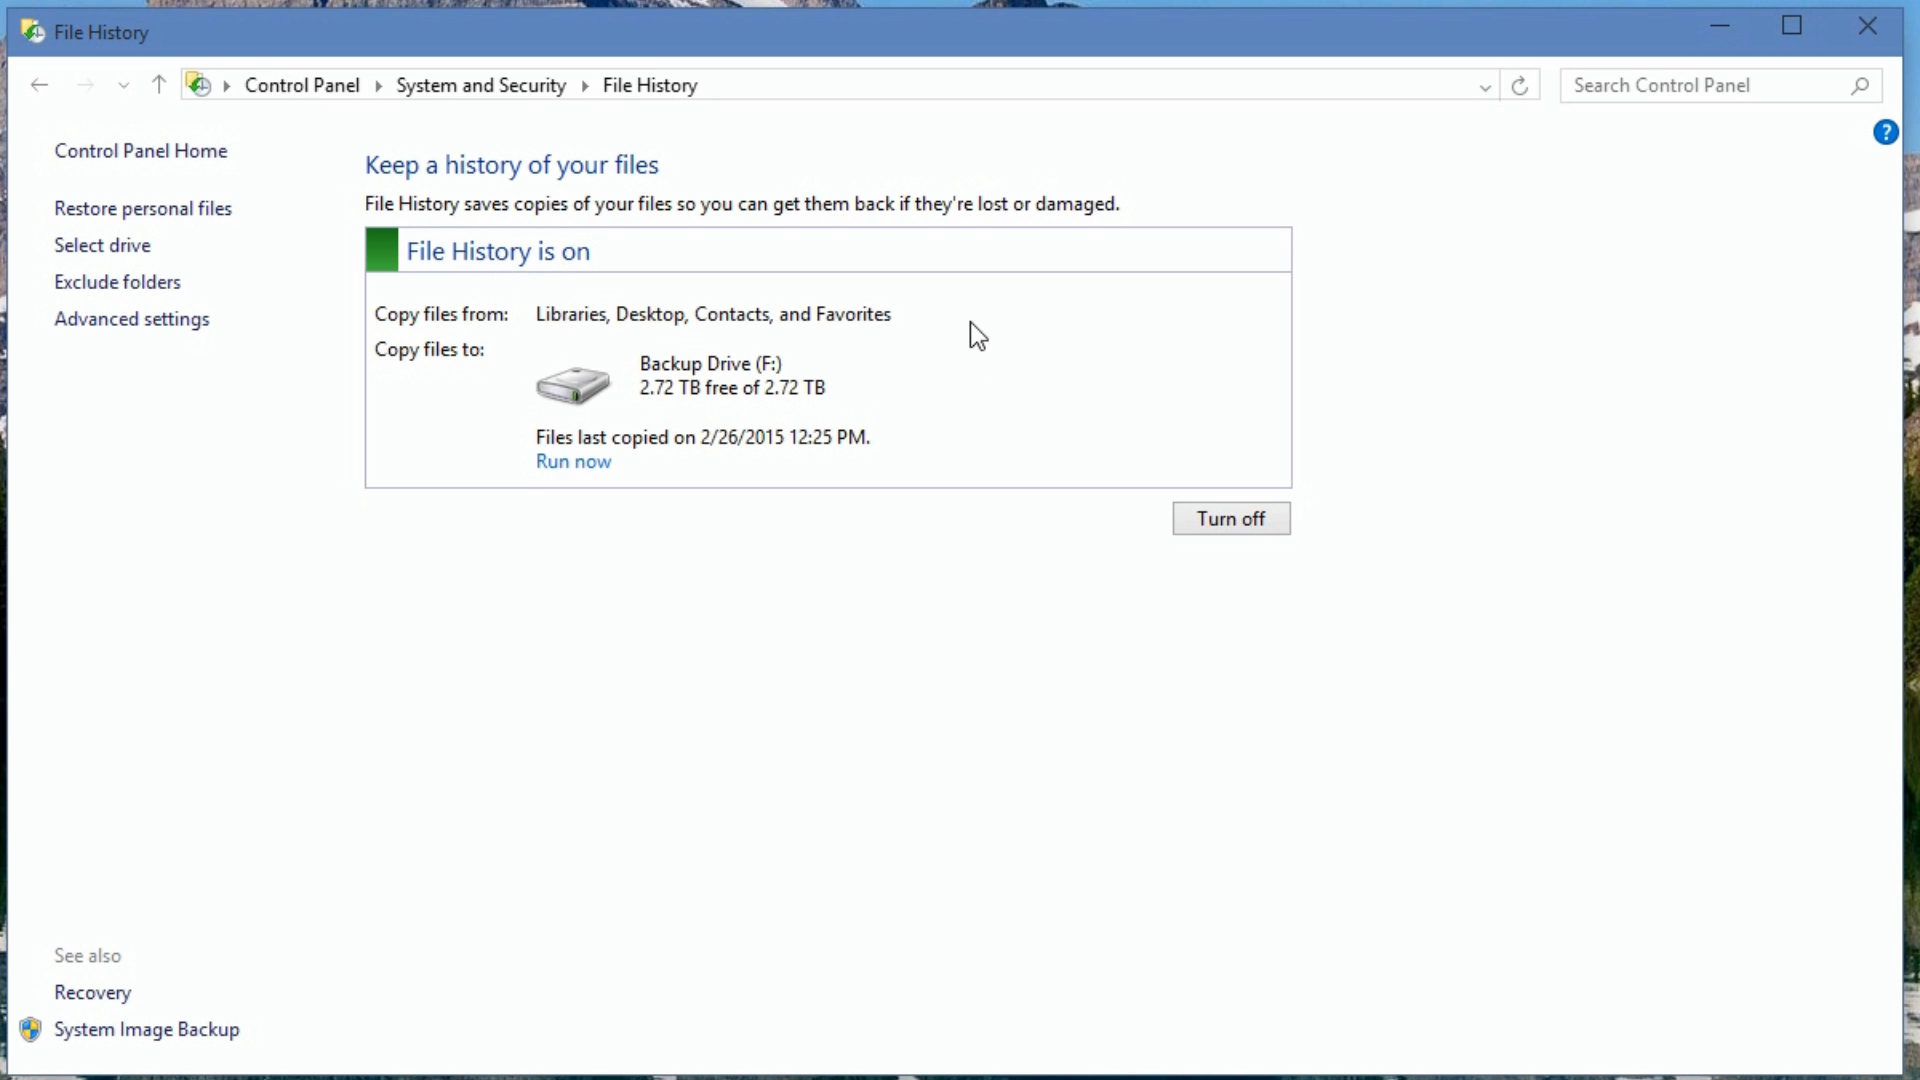 File History
Control Panel
System and Security
File History
Search Control Panel
?
Control Panel Home
Restore personal files
Select drive
Exclude folders
Advanced settings
Keep a history of your files
File History saves copies of your files so you can get them back if they're lost or damaged.
File History is on
Copy files from: Libraries, Desktop, Contacts, and Favorites
Copy files to:
Backup Drive (F:)
2.72 TB free of 2.72 TB
Files last copied on 2/26/2015 12:25 PM.
Run now
Turn off
See also
Recovery
System Image Backup